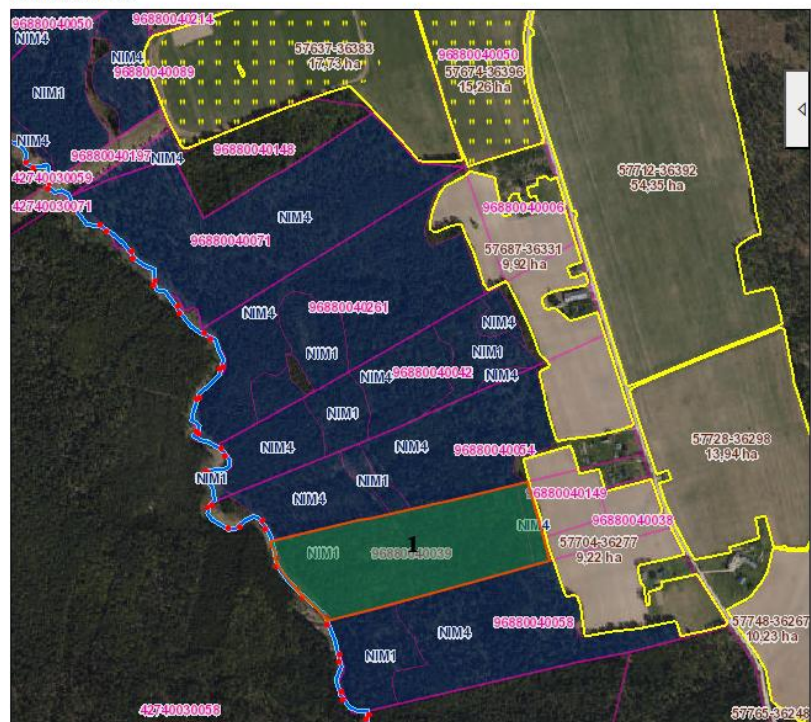 96880040214
96880040050
NIM4
57637-36383
17,73 ha
96880040050
57674-36396
15,26 ha
NIM4
96880040089
NIM1
NIM4
96880040197
NIM4
96880040148
57712-36392
54,35 ha
42740030059
42740030071
96880040006
NIM4
96880040071
57687-36331
9,92 ha
NIM4
96880040261
NIM4
NIM1
NIM1
NIM4
96880040042
NIM4
NIM1
57728-36298
13,94 ha
NIM4
NIM4
96880040054
NIM1
NIM1
NIM4
96880040149
NIM4
96880040038
1
NIM1
96880040039
57704-36277
9,22 ha
96880040058
57748-36267
10,23 ha
NIM4
NIM1
42740030058